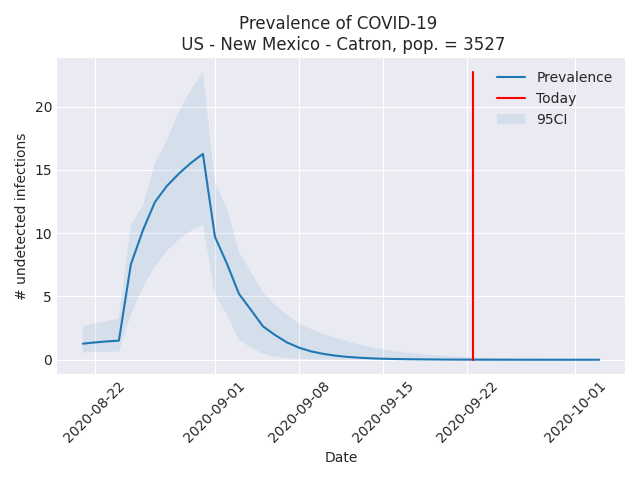 Prevalence of COVID-19
US - New Mexico - Catron, pop. = 3527
Prevalence
Today
95CI
# undetected infections
20
15
10
5
0
2020-08-22
2020-09-01
2020-09-08
2020-09-15
2020-09-22
2020-10-01
Date